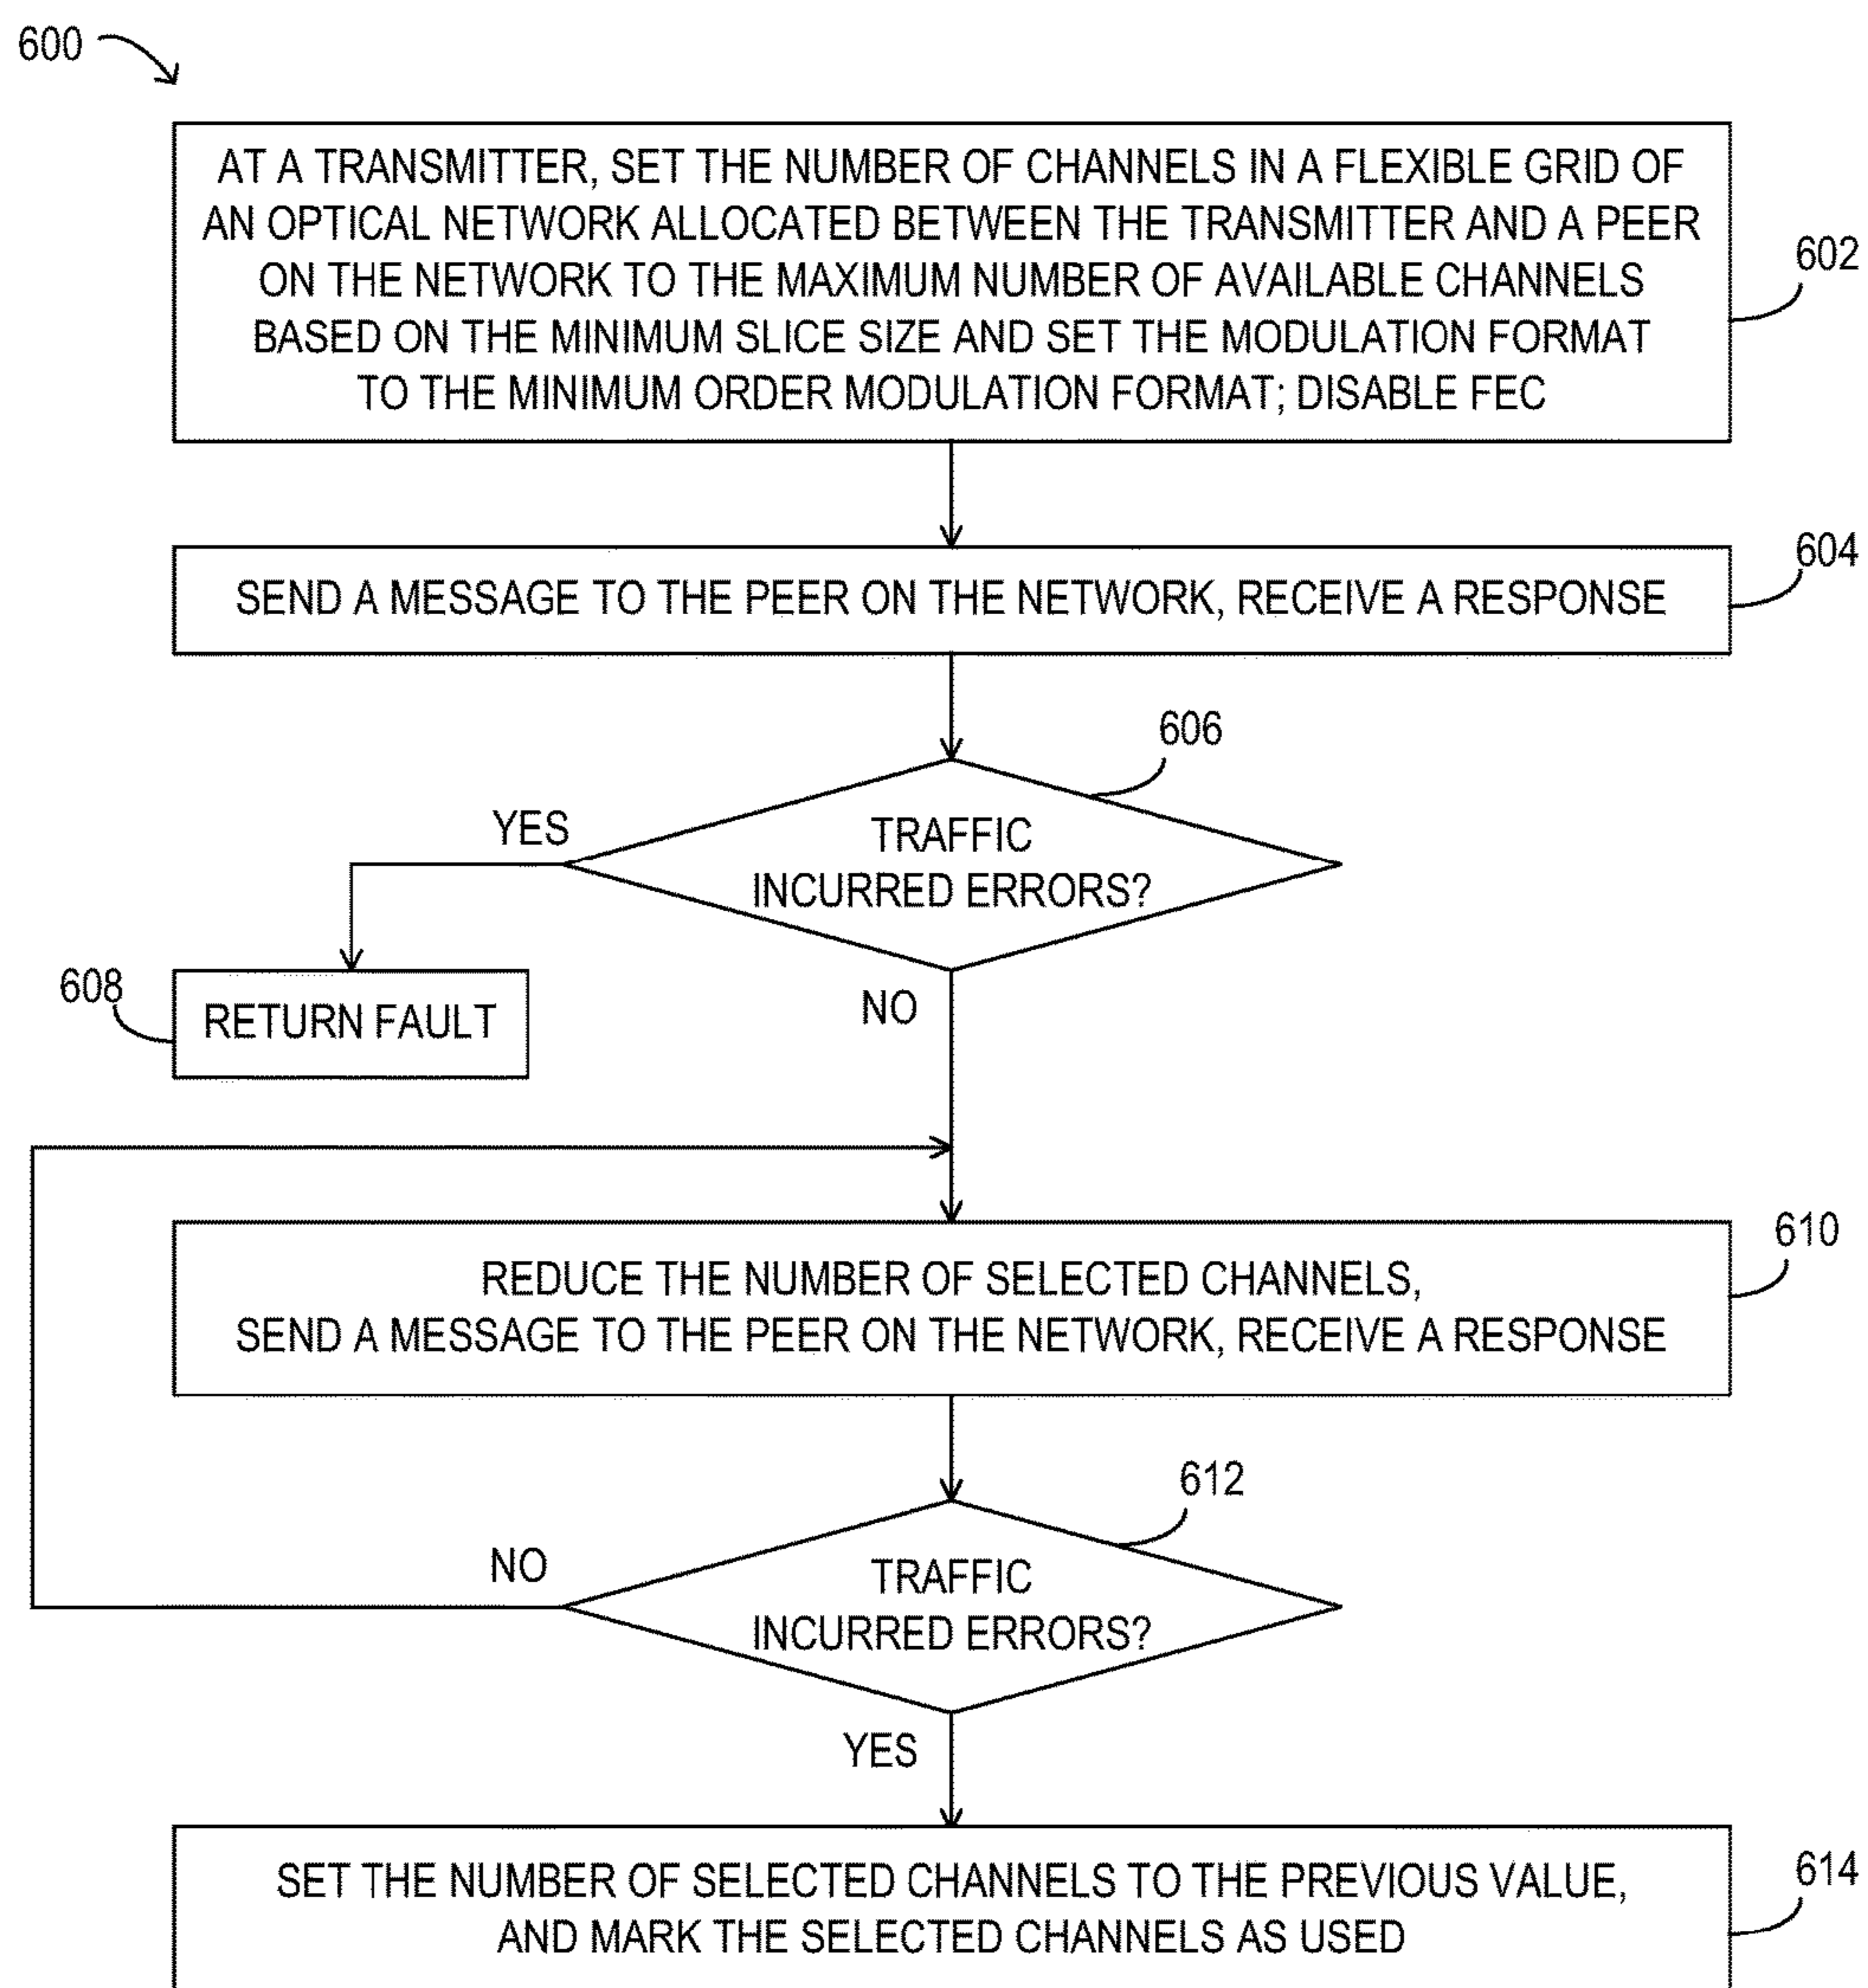 600
AT A TRANSMITTER, SET THE NUMBER OF CHANNELS IN A FLEXIBLE GRID OF
AN OPTICAL NETWORK ALLOCATED BETWEEN THE TRANSMITTER AND A PEER
ON THE NETWORK TO THE MAXIMUM NUMBER OF AVAILABLE CHANNELS
BASED ON THE MINIMUM SLICE SIZE AND SET THE MODULATION FORMAT
TO THE MINIMUM ORDER MODULATION FORMAT; DISABLE FEC
602
604
SEND A MESSAGE TO THE PEER ON THE NETWORK, RECEIVE A RESPONSE
606
YES
TRAFFIC
INCURRED ERRORS?
608
RETURN FAULT
NO
610
REDUCE THE NUMBER OF SELECTED CHANNELS,
SEND A MESSAGE TO THE PEER ON THE NETWORK, RECEIVE A RESPONSE
612
NO
TRAFFIC
INCURRED ERRORS?
YES
614
SET THE NUMBER OF SELECTED CHANNELS TO THE PREVIOUS VALUE,
AND MARK THE SELECTED CHANNELS AS USED